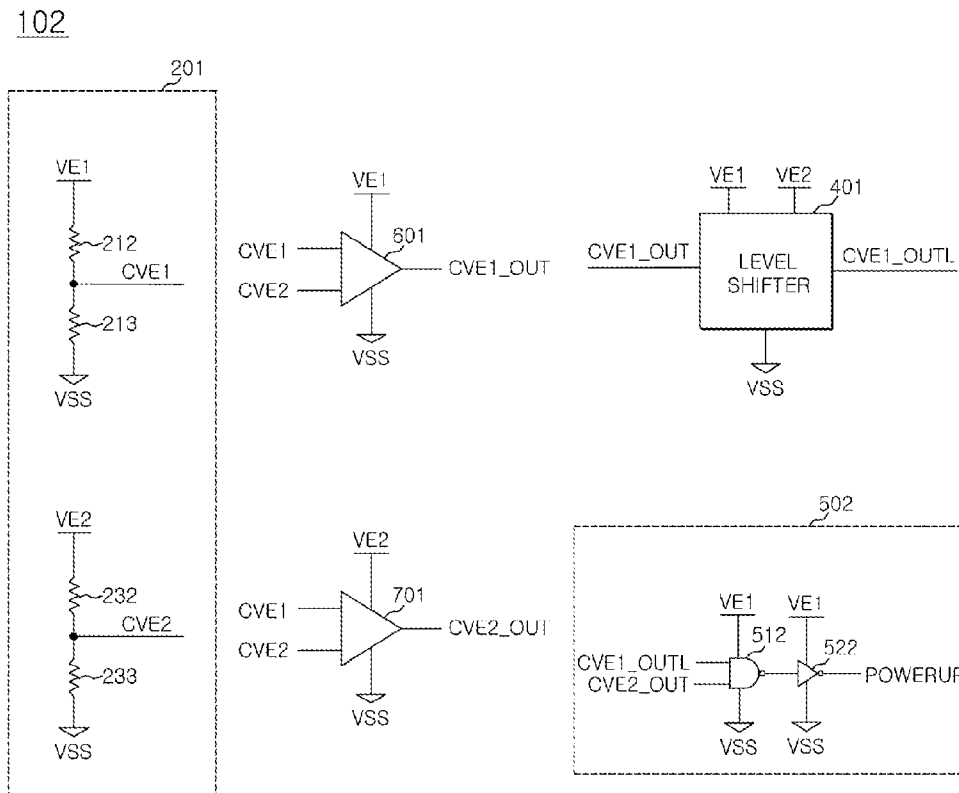 102
201
VE1
212
CVE1
213
VSS
VE1
601
CVE1
CVE2
CVE1_OUT
VSS
VE1
VE2
401
CVE1_OUT
LEVEL
SHIFTER
CVE1_OUTL
VSS
VE2
232
CVE2
233
VSS
VE2
701
CVE1
CVE2
CVE2_OUT
VSS
502
VE1
VE1
512
522
CVE1_OUTL
CVE2_OUT
POWERUP
VSS
VSS